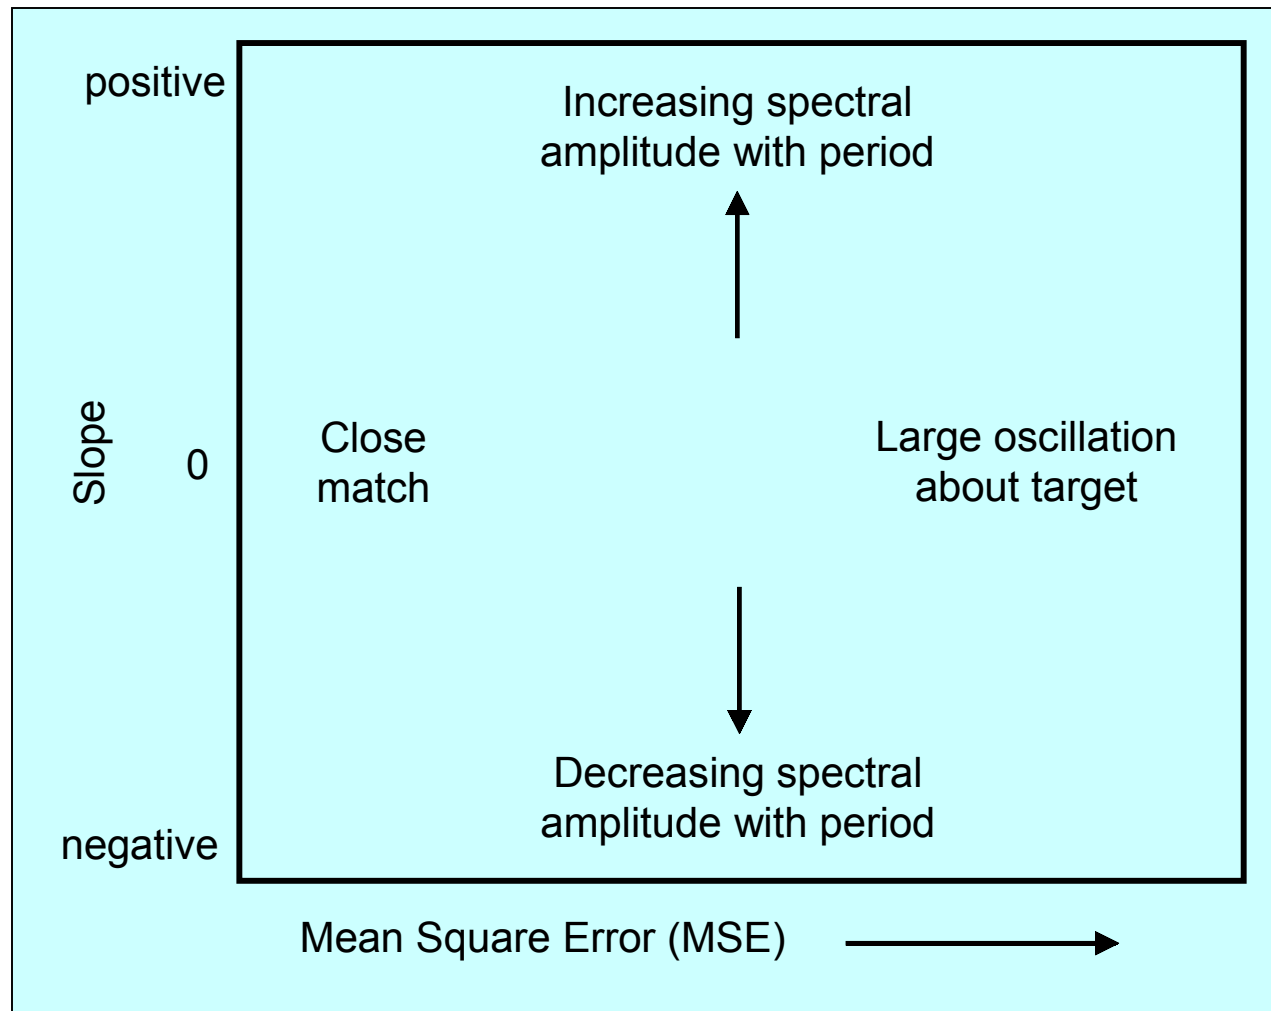 positive
Increasing spectral
amplitude with period
Slope
0
Close
match
Large oscillation
about target
Decreasing spectral
amplitude with period
negative
Mean Square Error (MSE)